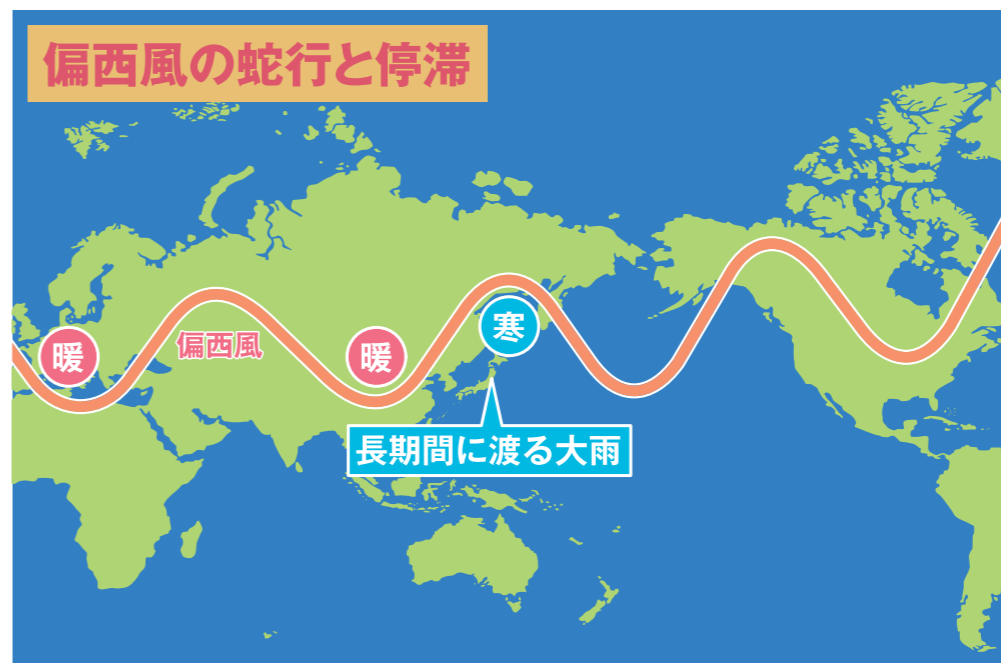 偏西風の蛇行と停滞
偏西風
暖
暖
寒
長期間に渡る大雨